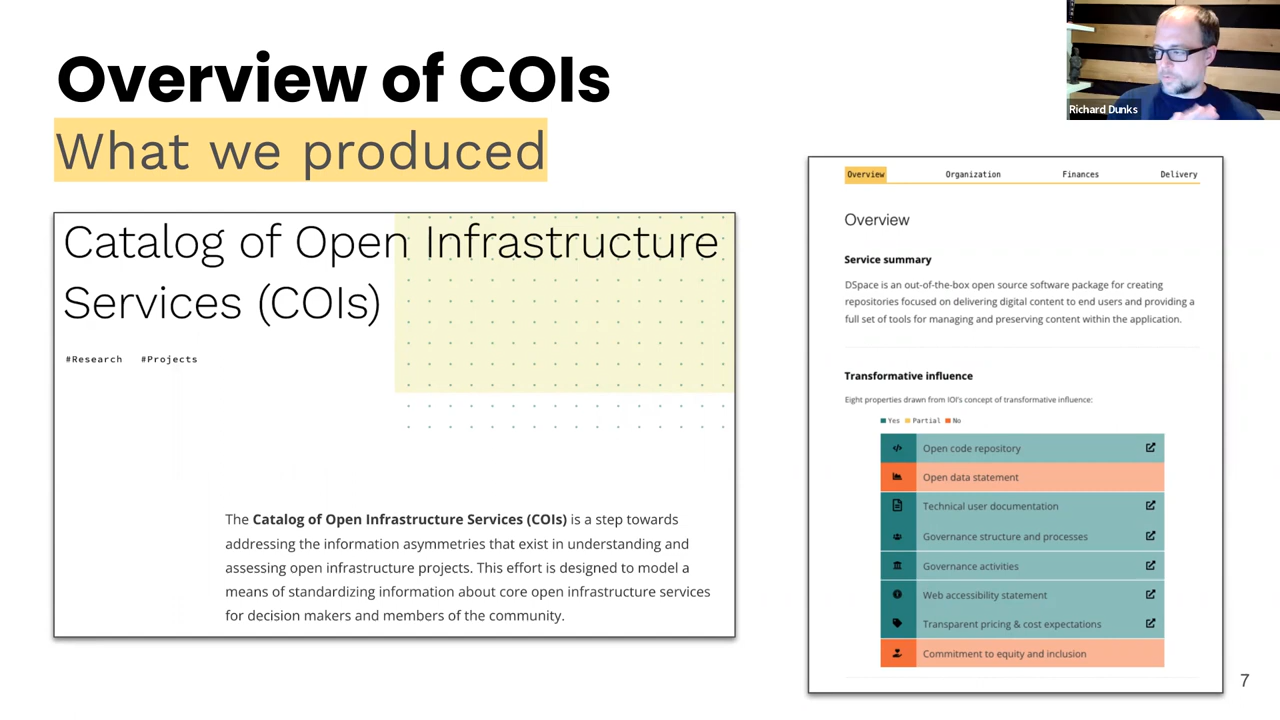 Overview of COIs
What we produced
Richard Dunks
Catalog of Open Infrastructure
Services (COIs)
#Research #Projects
The Catalog of Open Infrastructure Services (COIs) is a step towards
addressing the information asymmetries that exist in understanding and
assessing open infrastructure projects. This effort is designed to model a
means of standardizing information about core open infrastructure services
for decision makers and members of the community.
Overview Organization Finances Delivery
Overview
Service summary
DSpace is an out-of-the-box open source software package for creating
repositories focused on delivering digital content to end users and providing a
full set of tools for managing and preserving content within the application.
Transformative influence
Eight properties drawn from IOI's concept of transformative influence:
Yes Partial No
Open code repository
Open data statement
Technical user documentation
Governance structure and processes
Governance activities
Web accessibility statement
Transparent pricing & cost expectations
Commitment to equity and inclusion
7